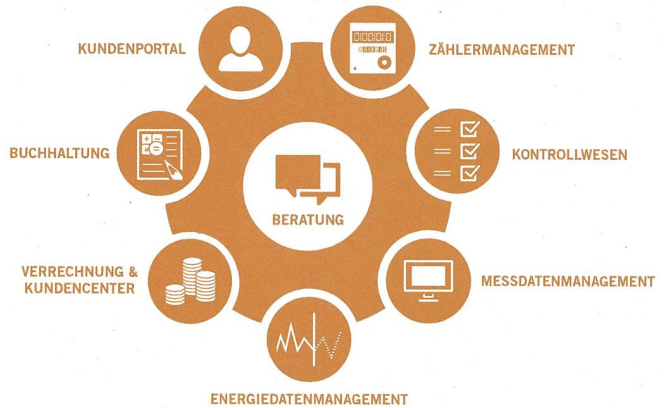 KUNDENPORTAL
ZÄHLERMANAGEMENT
BUCHHALTUNG
KONTROLLWESEN
BERATUNG
VERRECHNUNG &
KUNDENCENTER
MESSDATENMANAGEMENT
ENERGIEDATENMANAGEMENT